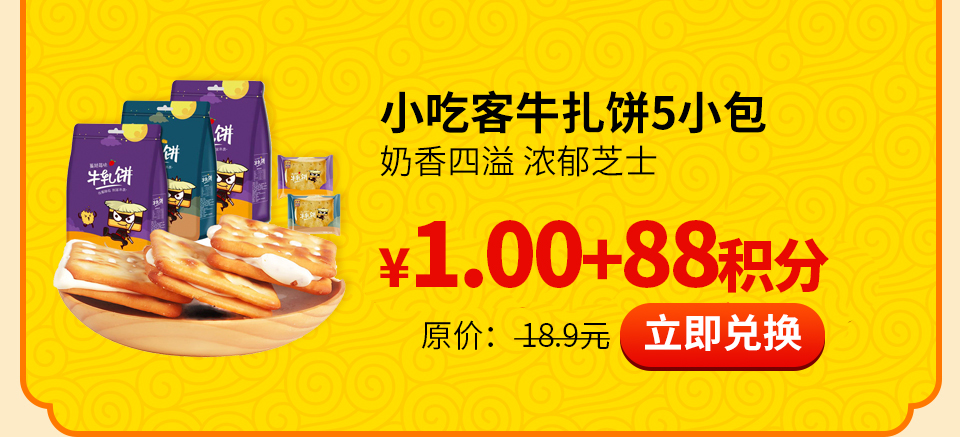 小吃客牛扎饼5小包
奶香四溢 浓郁芝士
¥1.00+88积分
原价：18.9元
立即兑换
牛轧饼
饼